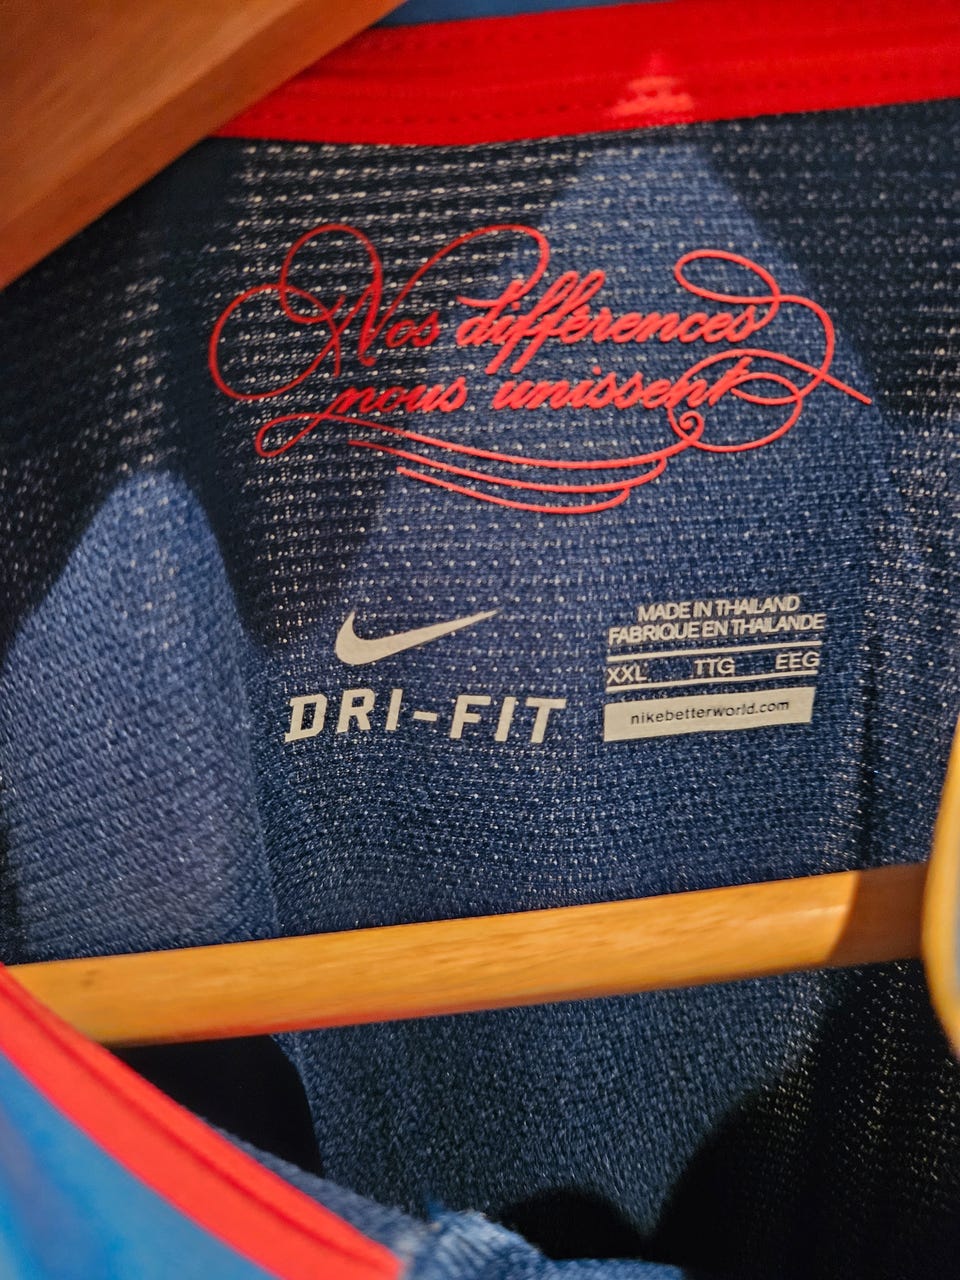 Nos différences
nous unissent
DRI-FIT
MADE IN THAILAND
FABRIQUE EN THAILANDE
XXL TTG EEG
nikebetterworld.com